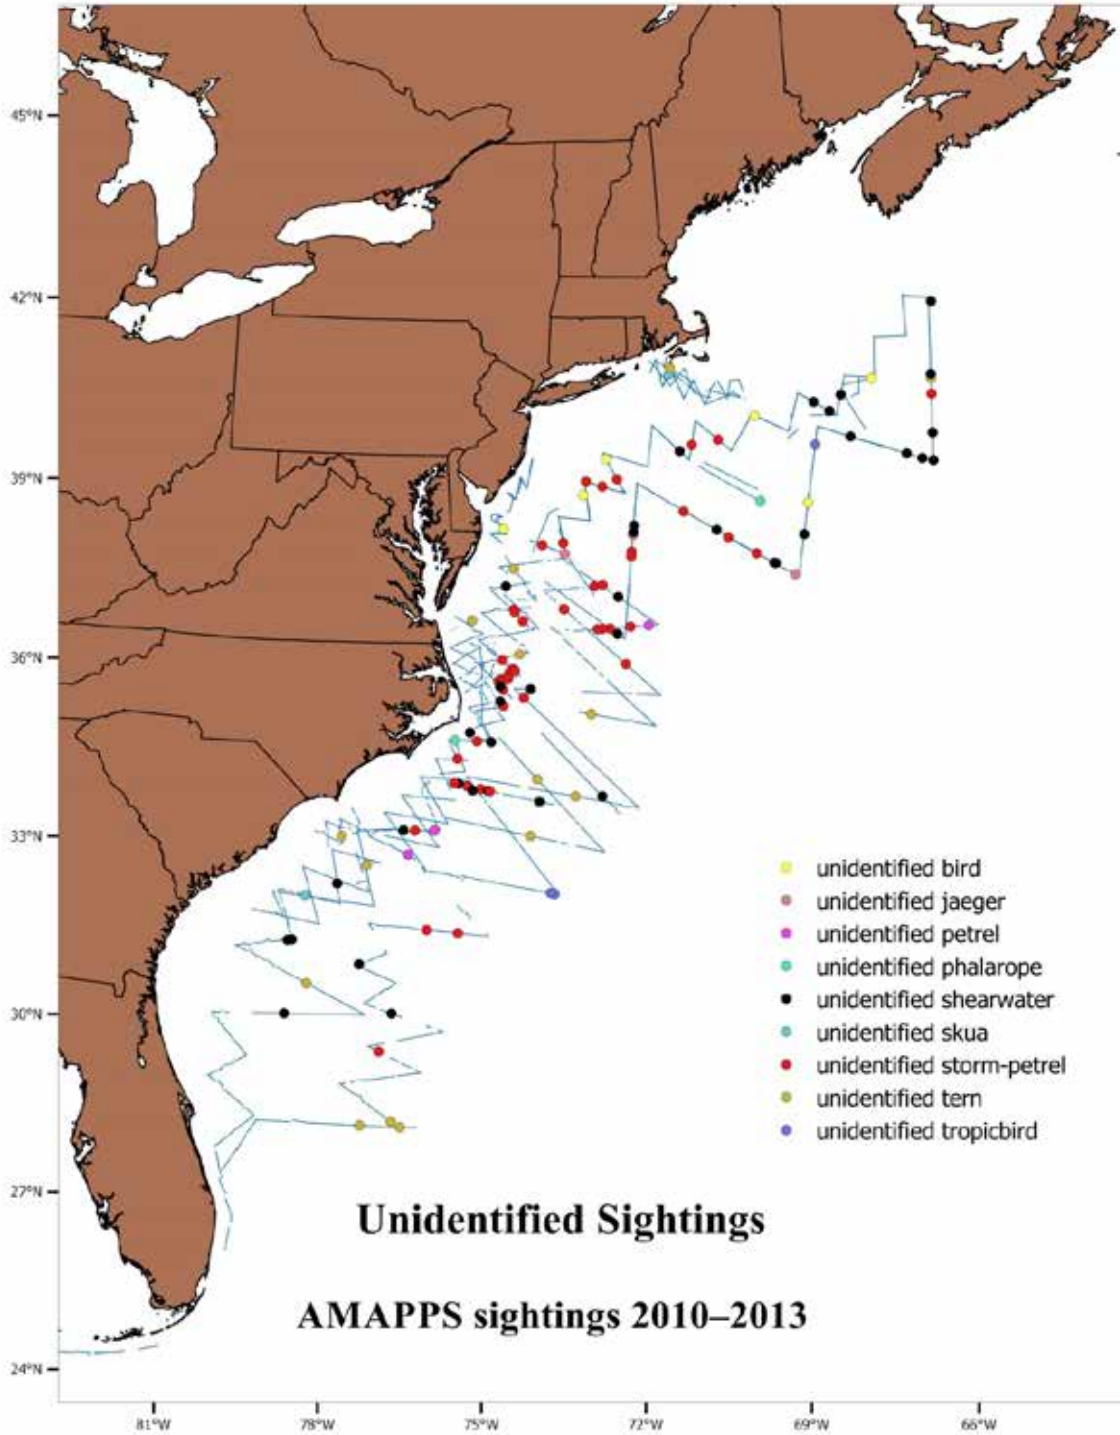 45°N
42°N
39°N
36°N
33°N
30°N
27°N
24°N
unidentified bird
unidentified jaeger
unidentified petrel
unidentified phalarope
unidentified shearwater
unidentified skua
unidentified storm-petrel
unidentified tern
unidentified tropicbird
Unidentified Sightings
AMAPPS sightings 2010–2013
81°W 78°W 75°W 72°W 69°W 66°W